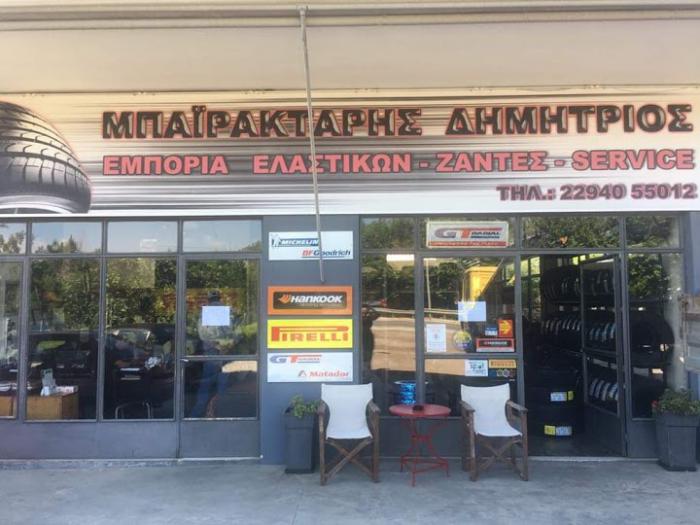 ΜΠΑΪΡΑΚΤΑΡΗΣ ΔΗΜΗΤΡΙΟΣ
ΕΜΠΟΡΙΑ ΕΛΑΣΤΙΚΩΝ - ΖΑΝΤΕΣ - SERVICE
ΤΗΛ.: 22940 55012
MICHELIN
BFGoodrich
HANKOOK
PIRELLI
GT RADIAL
Matador
GT RADIAL